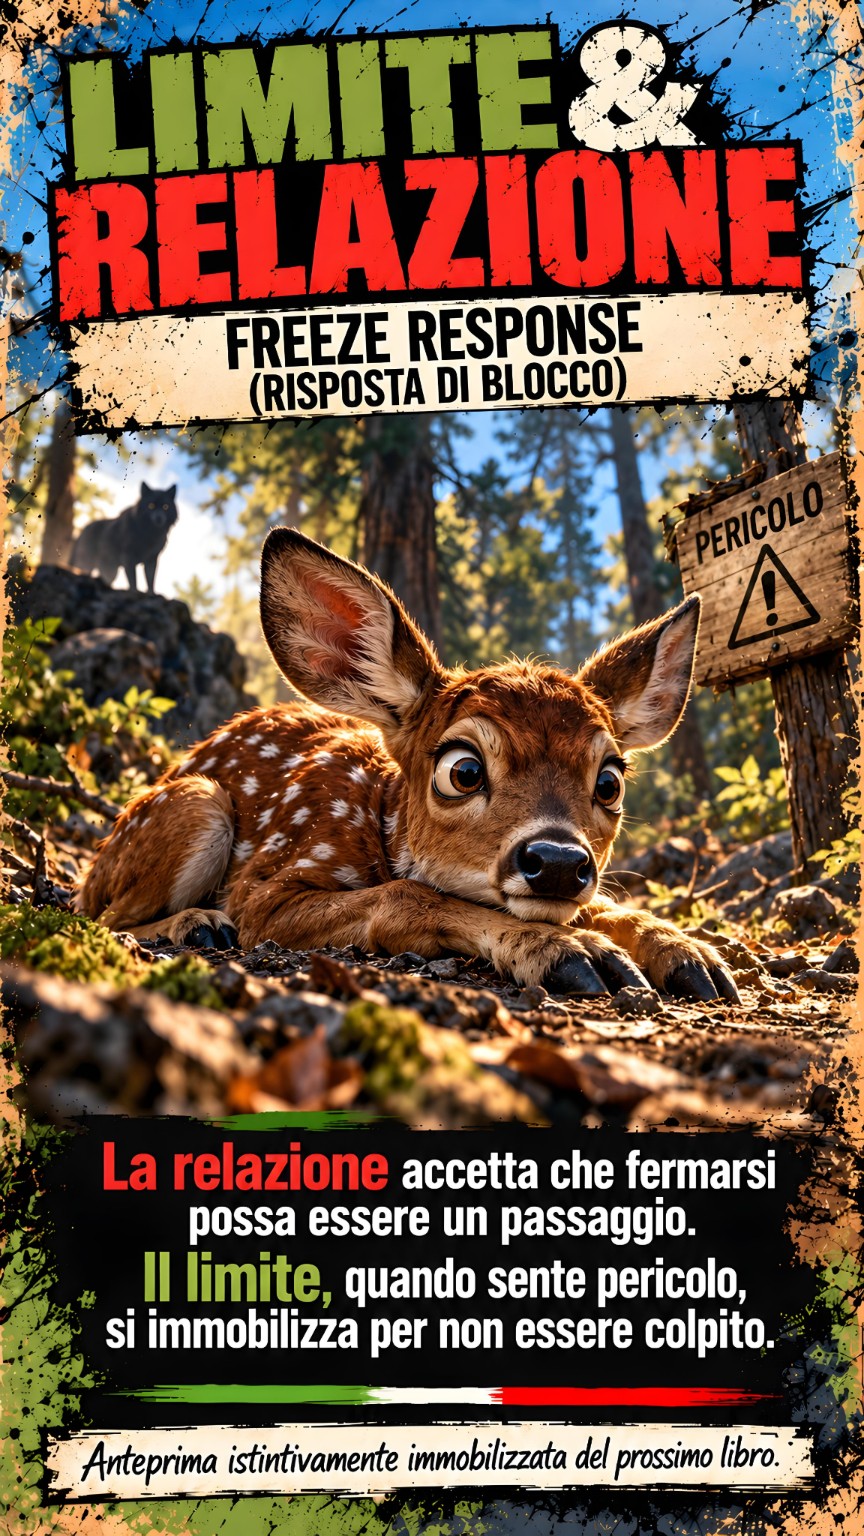 LIMITE &
RELAZIONE
FREEZE RESPONSE
(RISPOSTA DI BLOCCO)
PERICOLO
!
La relazione accetta che fermarsi
possa essere un passaggio.
Il limite, quando sente pericolo,
si immobilizza per non essere colpito.
Anteprima istintivamente immobilizzata del prossimo libro.